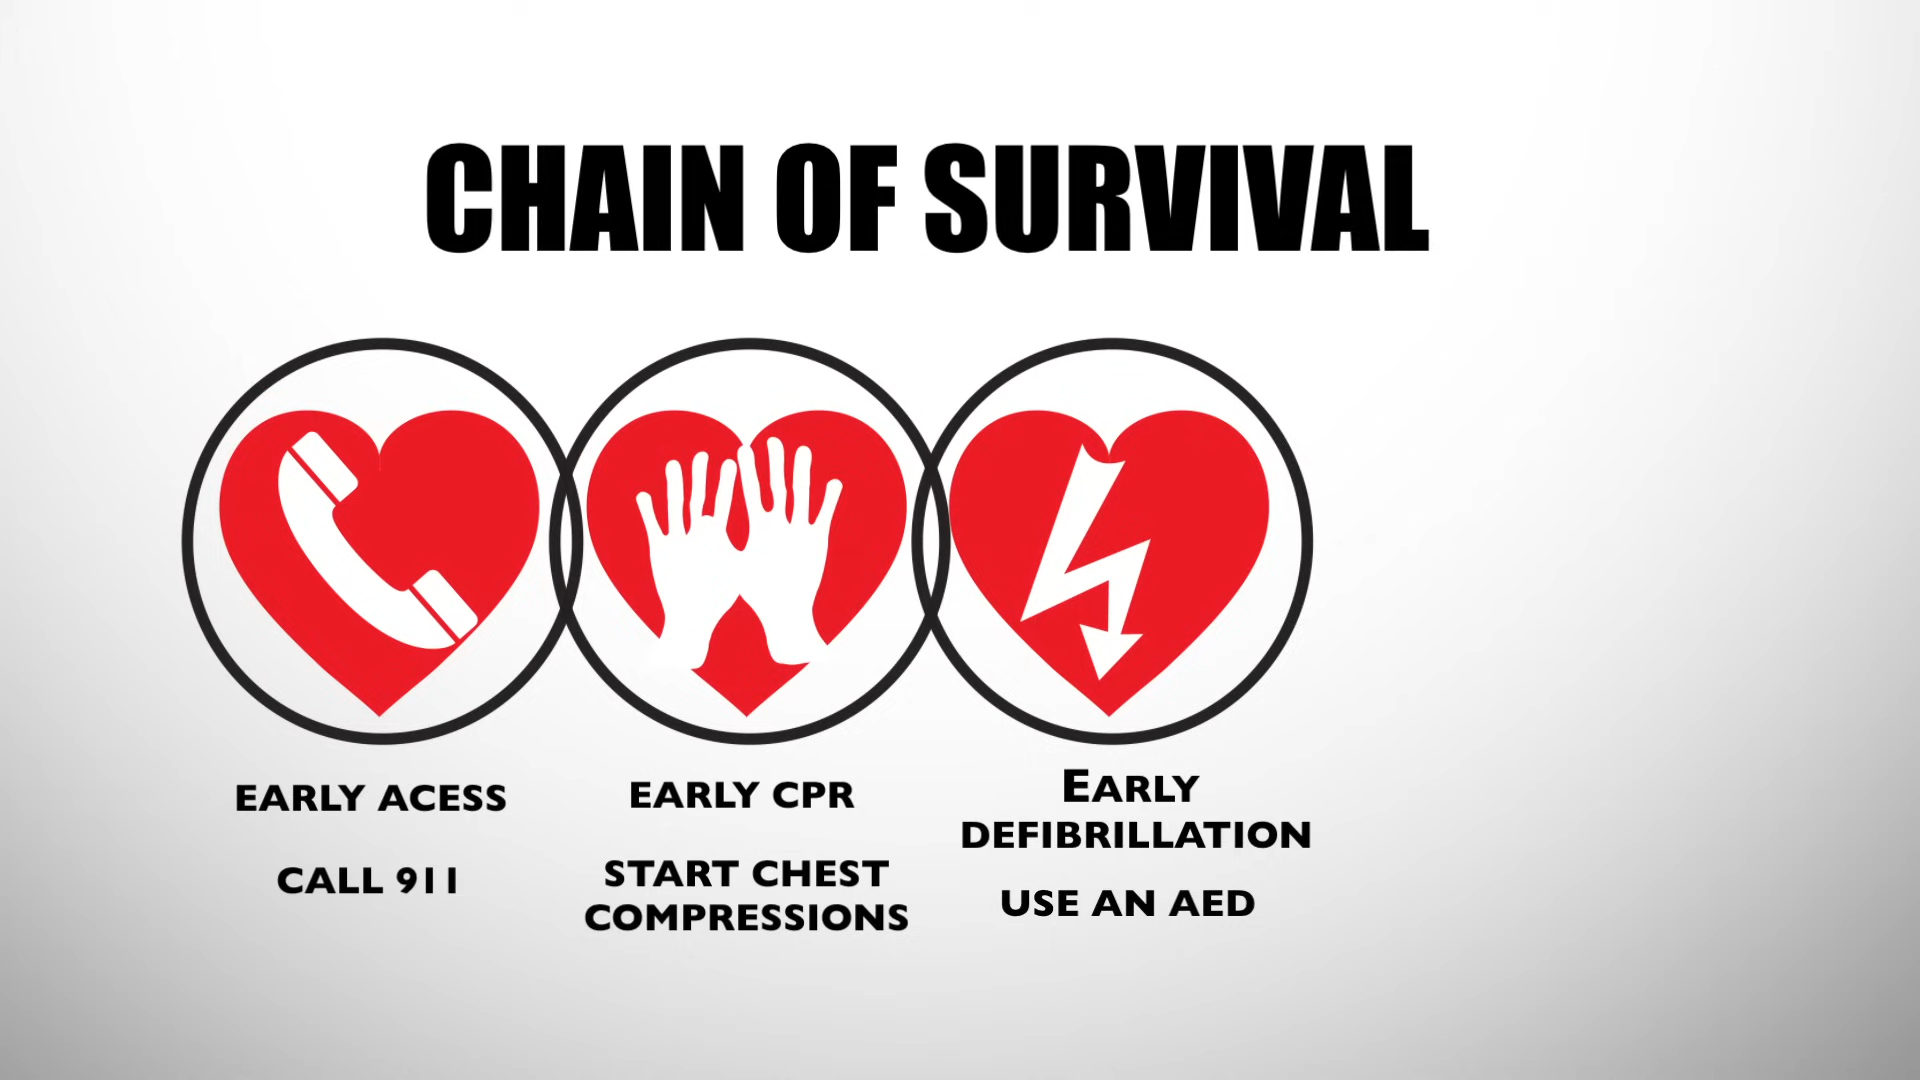 CHAIN OF SURVIVAL
EARLY ACESS
CALL 911
EARLY CPR
START CHEST
COMPRESSIONS
EARLY
DEFIBRILLATION
USE AN AED